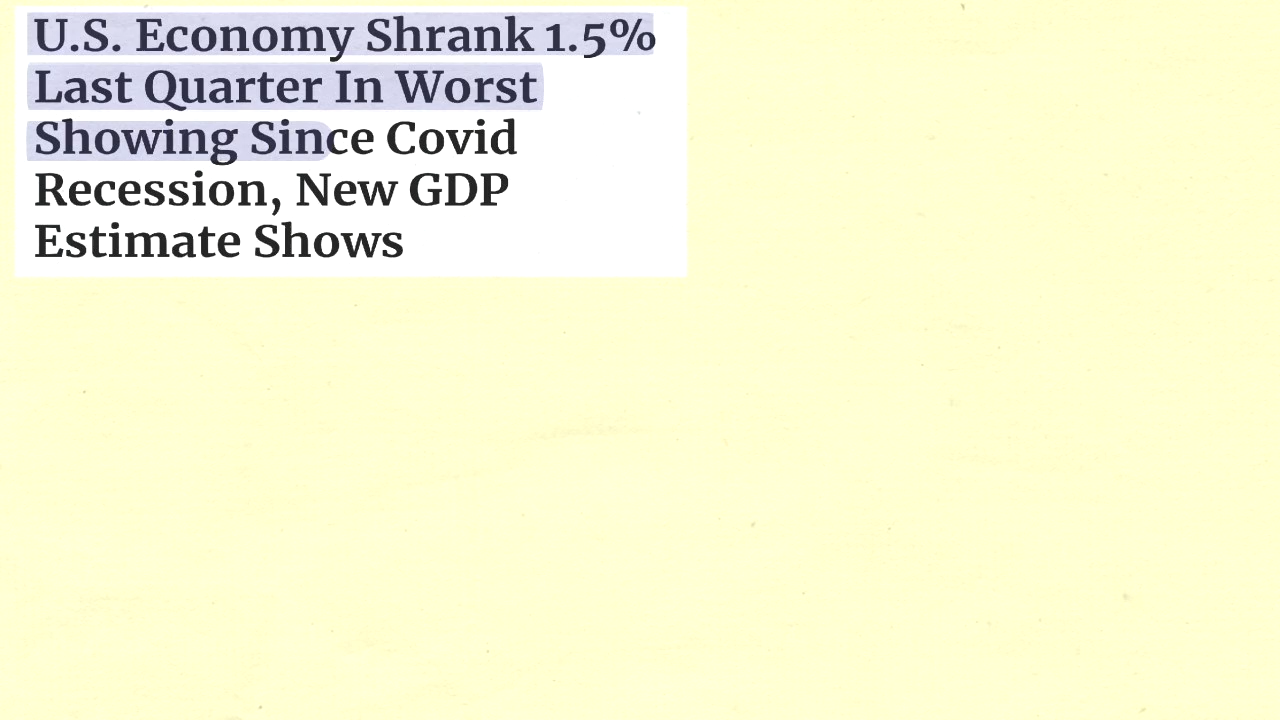 U.S. Economy Shrank 1.5%
Last Quarter In Worst
Showing Since Covid
Recession, New GDP
Estimate Shows